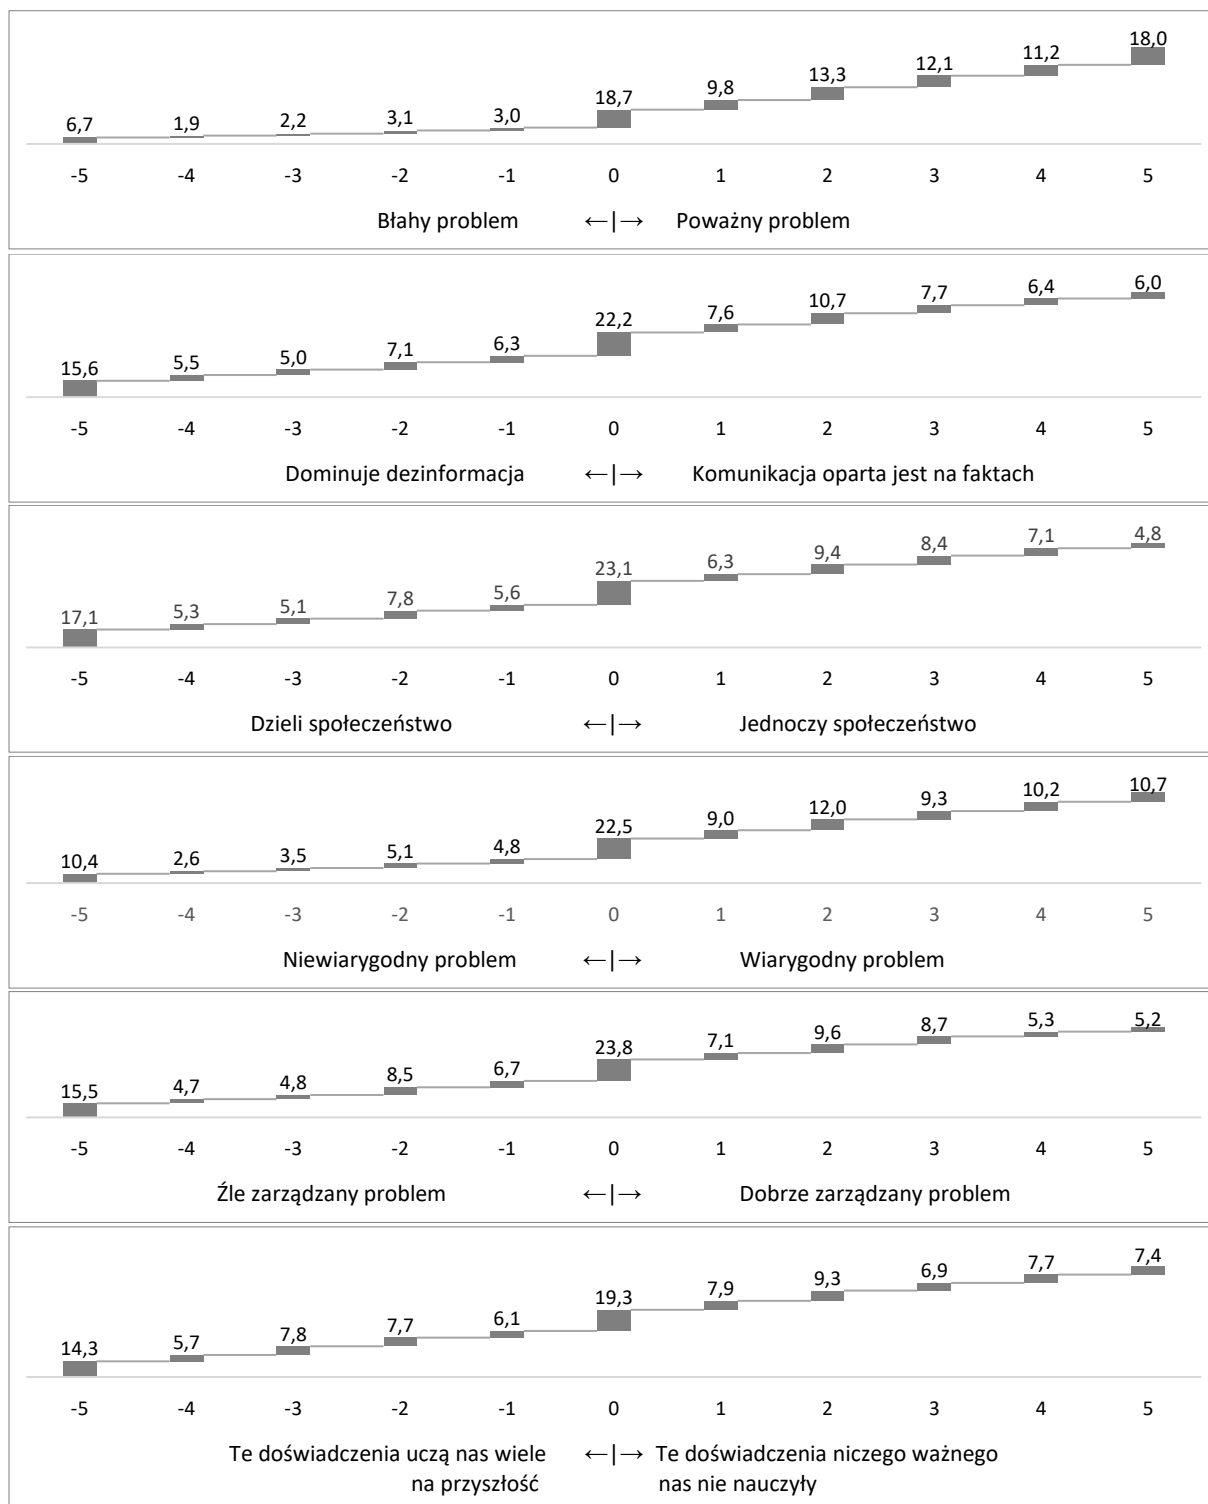 6,7 1,9 2,2 3,1 3,0 18,7 9,8 13,3 12,1 11,2 18,0
-5 -4 -3 -2 -1 0 1 2 3 4 5
Błahy problem ←|→ Poważny problem
15,6 5,5 5,0 7,1 6,3 22,2 7,6 10,7 7,7 6,4 6,0
-5 -4 -3 -2 -1 0 1 2 3 4 5
Dominuje dezinformacja ←|→ Komunikacja oparta jest na faktach
17,1 5,3 5,1 7,8 5,6 23,1 6,3 9,4 8,4 7,1 4,8
-5 -4 -3 -2 -1 0 1 2 3 4 5
Dzieli społeczeństwo ←|→ Jednoczy społeczeństwo
10,4 2,6 3,5 5,1 4,8 22,5 9,0 12,0 9,3 10,2 10,7
-5 -4 -3 -2 -1 0 1 2 3 4 5
Niewiarygodny problem ←|→ Wiarygodny problem
15,5 4,7 4,8 8,5 6,7 23,8 7,1 9,6 8,7 5,3 5,2
-5 -4 -3 -2 -1 0 1 2 3 4 5
Źle zarządzany problem ←|→ Dobrze zarządzany problem
14,3 5,7 7,8 7,7 6,1 19,3 7,9 9,3 6,9 7,7 7,4
-5 -4 -3 -2 -1 0 1 2 3 4 5
Te doświadczenia uczą nas wiele ←|→ Te doświadczenia niczego ważnego
na przyszłość nas nie nauczyły